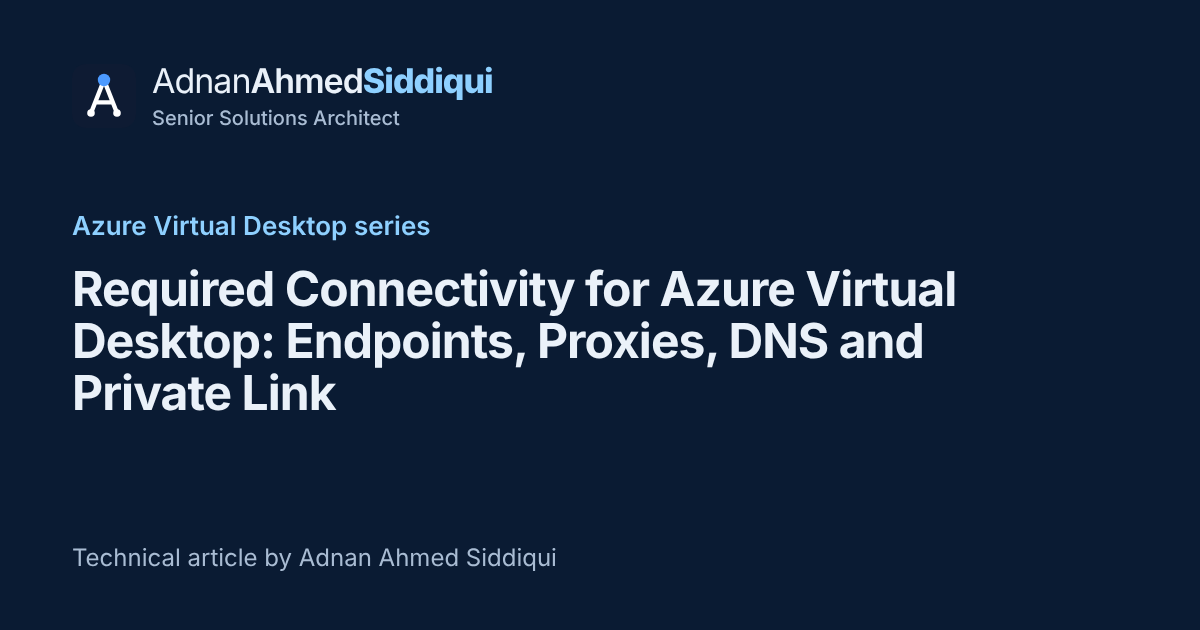 AdnanAhmedSiddiqui
Senior Solutions Architect
Azure Virtual Desktop series
Required Connectivity for Azure Virtual
Desktop: Endpoints, Proxies, DNS and
Private Link
Technical article by Adnan Ahmed Siddiqui